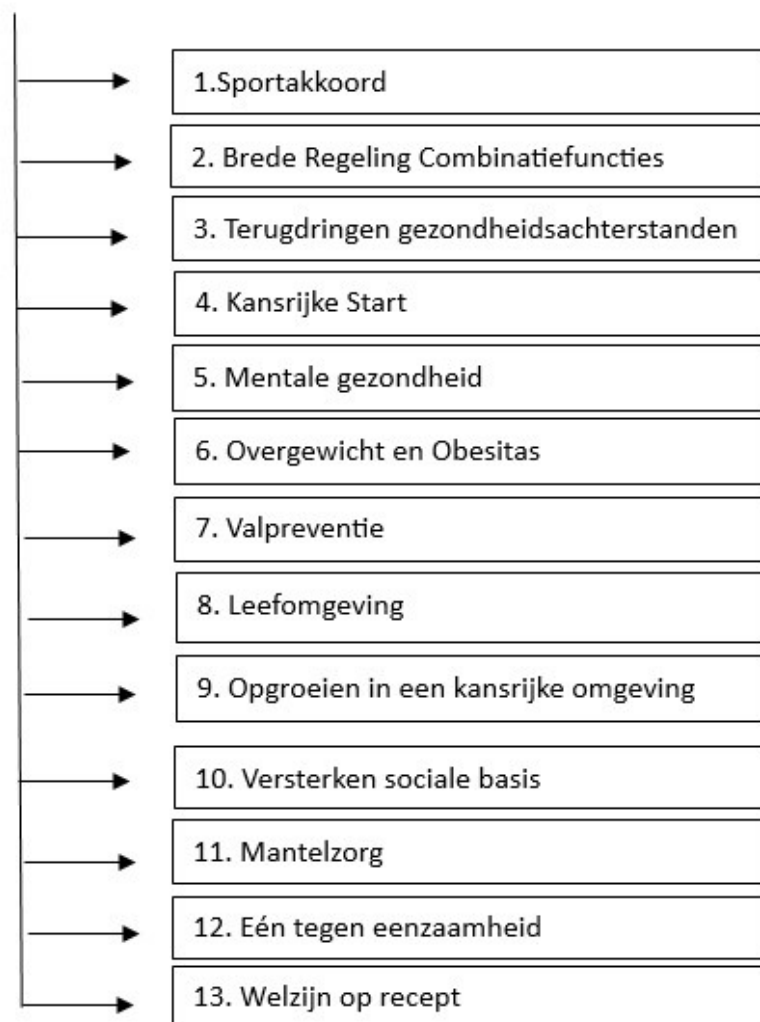 1.Sportakkoord
2. Brede Regeling Combinatiefuncties
3. Terugdringen gezondheidsachterstanden
4. Kansrijke Start
5. Mentale gezondheid
6. Overgewicht en Obesitas
7. Valpreventie
8. Leefomgeving
9. Opgroeien in een kansrijke omgeving
10. Versterken sociale basis
11. Mantelzorg
12. Eén tegen eenzaamheid
13. Welzijn op recept